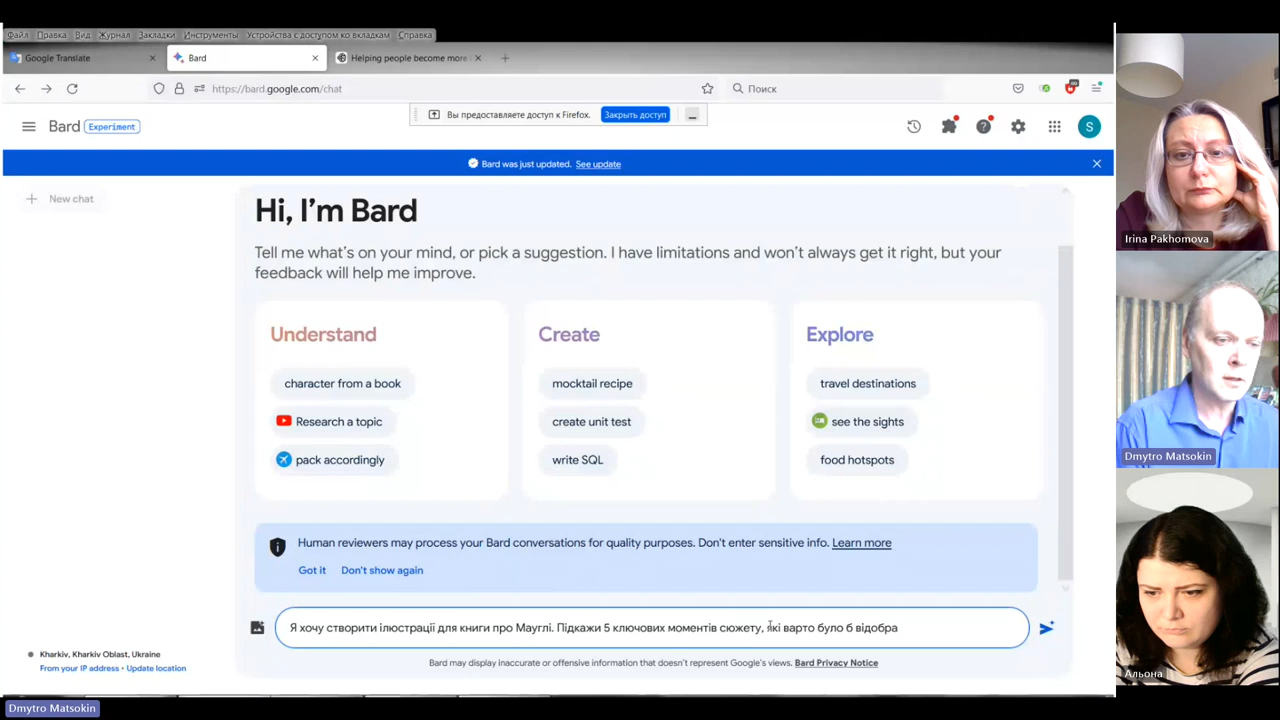 Файл Правка Вид Журнал Закладки Инструменты Устройства с доступом ко вкладкам Справка
Google Translate
Bard
Helping people become more
https://bard.google.com/chat
Поиск
Вы предоставляете доступ к Firefox.
Закрыть доступ
Bard Experiment
S
Bard was just updated. See update
New chat
Hi, I'm Bard
Tell me what's on your mind, or pick a suggestion. I have limitations and won't always get it right, but your
feedback will help me improve.
Understand
character from a book
Research a topic
pack accordingly
Create
mocktail recipe
create unit test
write SQL
Explore
travel destinations
see the sights
food hotspots
Human reviewers may process your Bard conversations for quality purposes. Don't enter sensitive info. Learn more
Got it Don't show again
Я хочу створити ілюстрації для книги про Мауглі. Підкажи 5 ключових моментів сюжету, які варто було б відобра
Bard may display inaccurate or offensive information that doesn't represent Google's views. Bard Privacy Notice
Kharkiv, Kharkiv Oblast, Ukraine
From your IP address • Update location
Irina Pakhomova
Dmytro Matsokin
Альона
Dmytro Matsokin